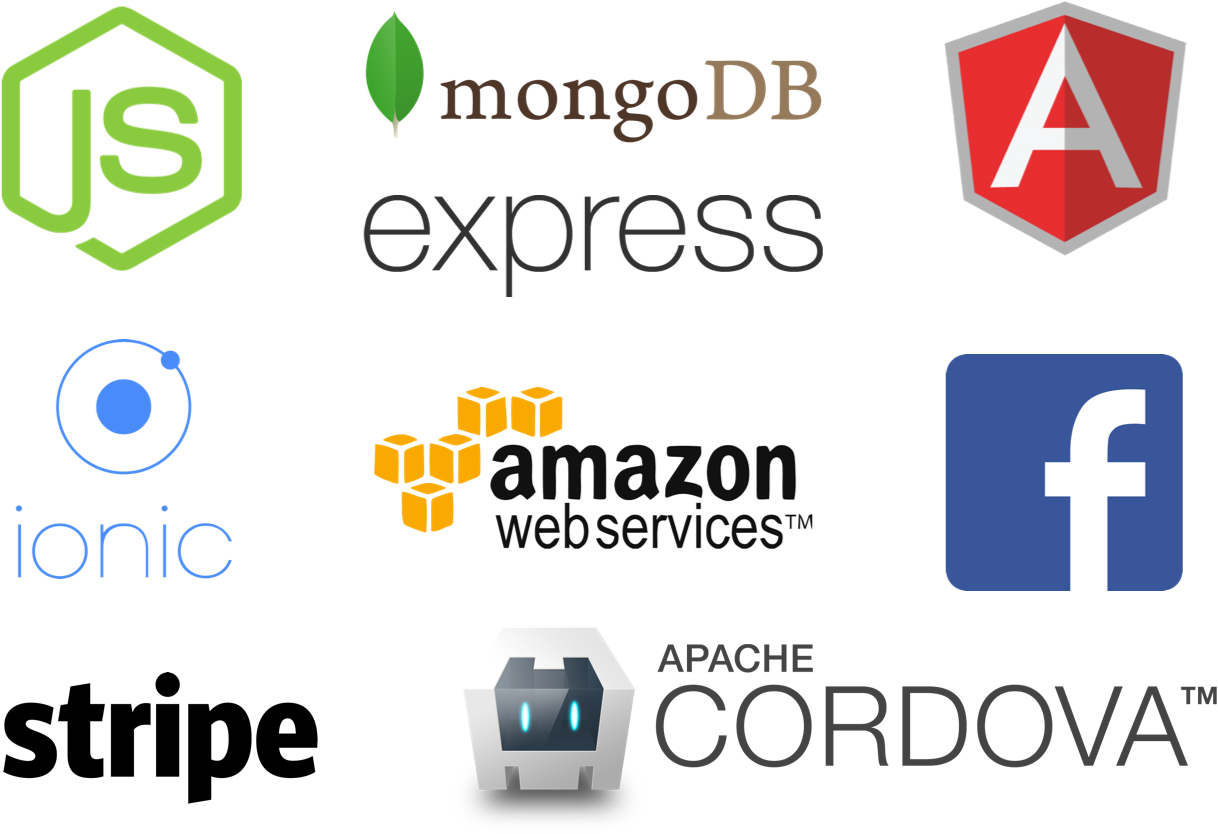 JS
mongoDB
express
A
ionic
amazon
webservices™
f
stripe
APACHE
CORDOVA™